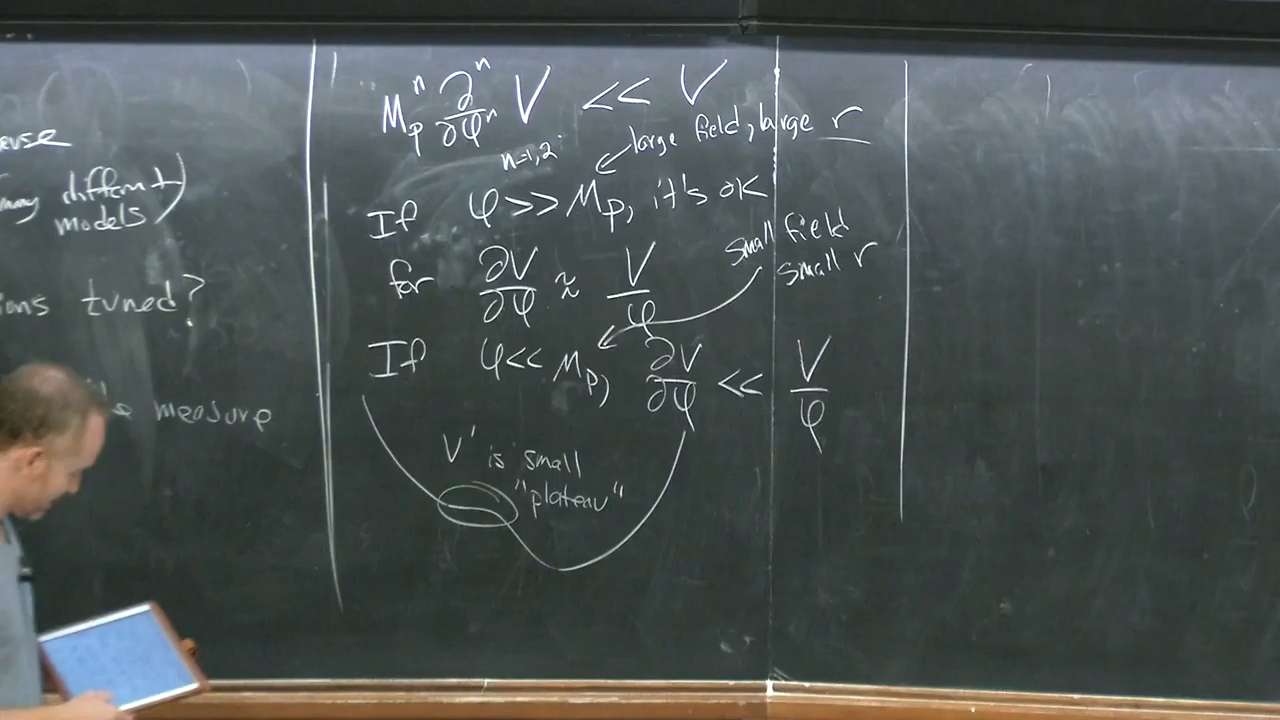 euse
many different
models)
ions tuned?
measure
M_p^n ∂^n/∂φ^n V << V
n=1,2
large field, large r
If φ >> M_p, it's ok
for ∂V/∂φ ≈ V/φ
small field
small r
If φ << M_p, ∂V/∂φ << V/φ
V' is small
"plateau"